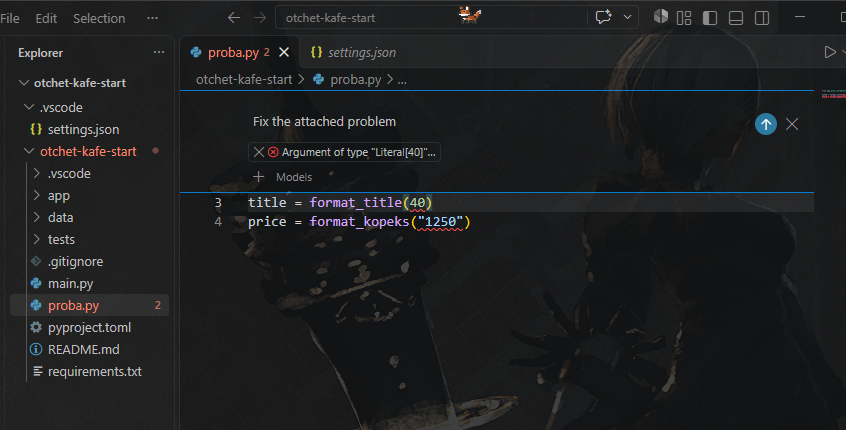 File Edit Selection ··· otchet-kafe-start
Explorer ···
proba.py 2
{} settings.json
otchet-kafe-start > proba.py > ...
otchet-kafe-start
.vscode
{} settings.json
otchet-kafe-start
.vscode
app
data
tests
.gitignore
main.py
proba.py 2
pyproject.toml
README.md
requirements.txt
Fix the attached problem
Argument of type "Literal[40]"...
Models
3 title = format_title(40)
4 price = format_kopeks("1250")